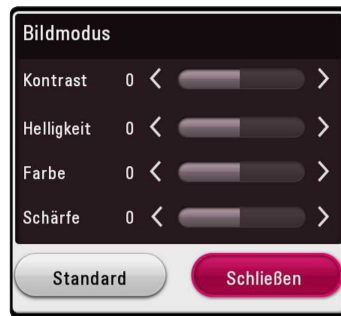 Bildmodus
Kontrast 0
Helligkeit 0
Farbe 0
Schärfe 0
Standard Schließen